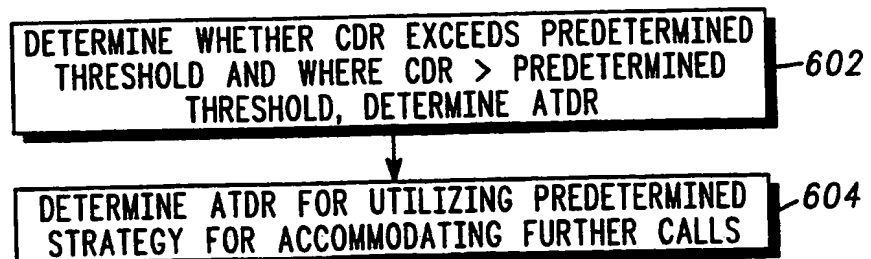 DETERMINE WHETHER CDR EXCEEDS PREDETERMINED
THRESHOLD AND WHERE CDR > PREDETERMINED
THRESHOLD, DETERMINE ATDR
602
DETERMINE ATDR FOR UTILIZING PREDETERMINED
STRATEGY FOR ACCOMMODATING FURTHER CALLS
604